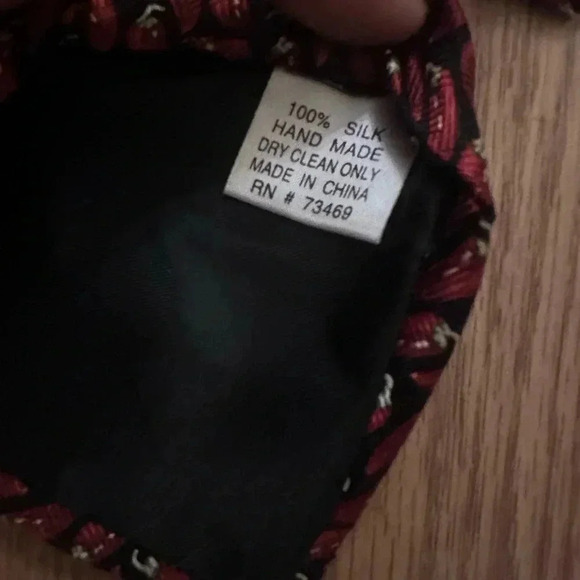 100% SILK
HAND MADE
DRY CLEAN ONLY
MADE IN CHINA
RN # 73469